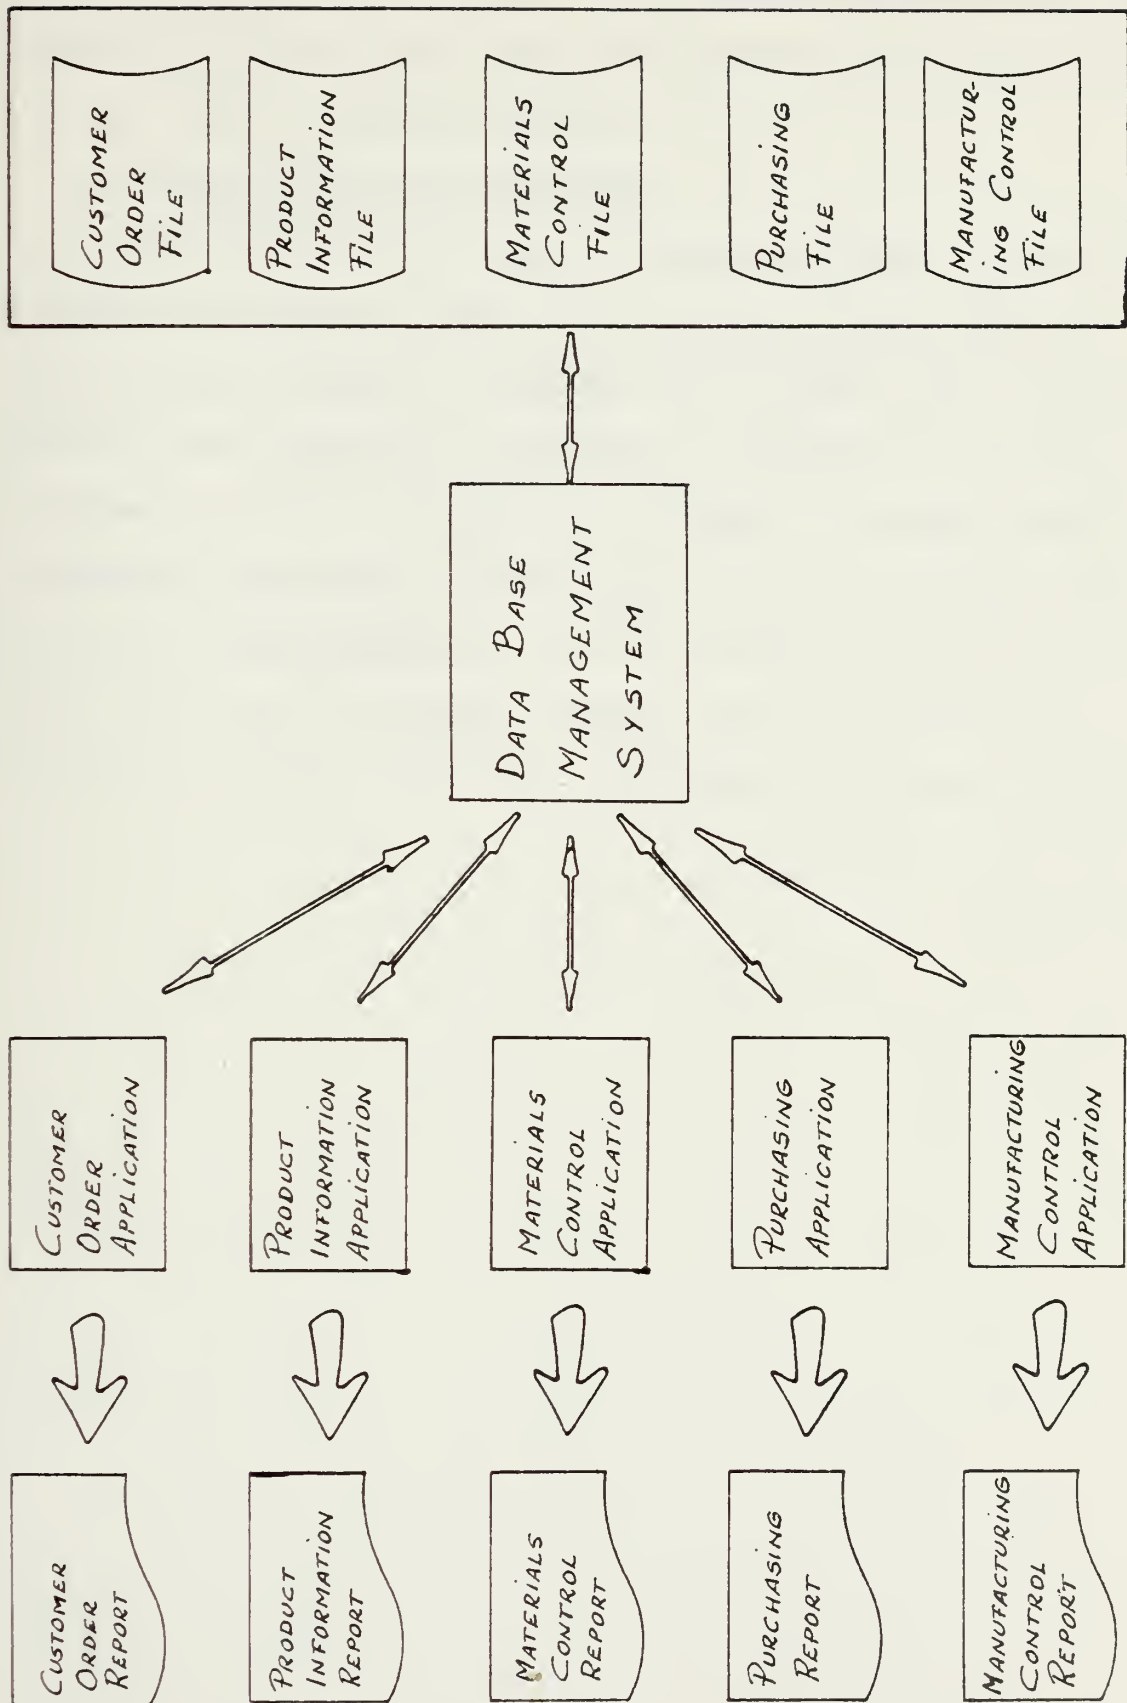 CUSTOMER
ORDER
REPORT
PRODUCT
INFORMATION
REPORT
MATERIALS
CONTROL
REPORT
PURCHASING
REPORT
MANUFACTURING
CONTROL
REPORT
CUSTOMER
ORDER
APPLICATION
PRODUCT
INFORMATION
APPLICATION
MATERIALS
CONTROL
APPLICATION
PURCHASING
APPLICATION
MANUFACTURING
CONTROL
APPLICATION
DATA BASE
MANAGEMENT
SYSTEM
CUSTOMER
ORDER
FILE
PRODUCT
INFORMATION
FILE
MATERIALS
CONTROL
FILE
PURCHASING
FILE
MANUFACTUR-
ING CONTROL
FILE